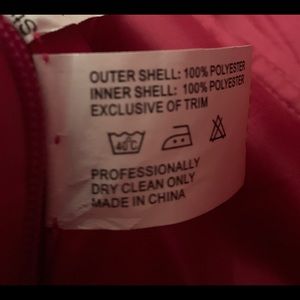 OUTER SHELL: 100% POLYESTER
INNER SHELL: 100% POLYESTER
EXCLUSIVE OF TRIM
40°C
PROFESSIONALLY
DRY CLEAN ONLY
MADE IN CHINA